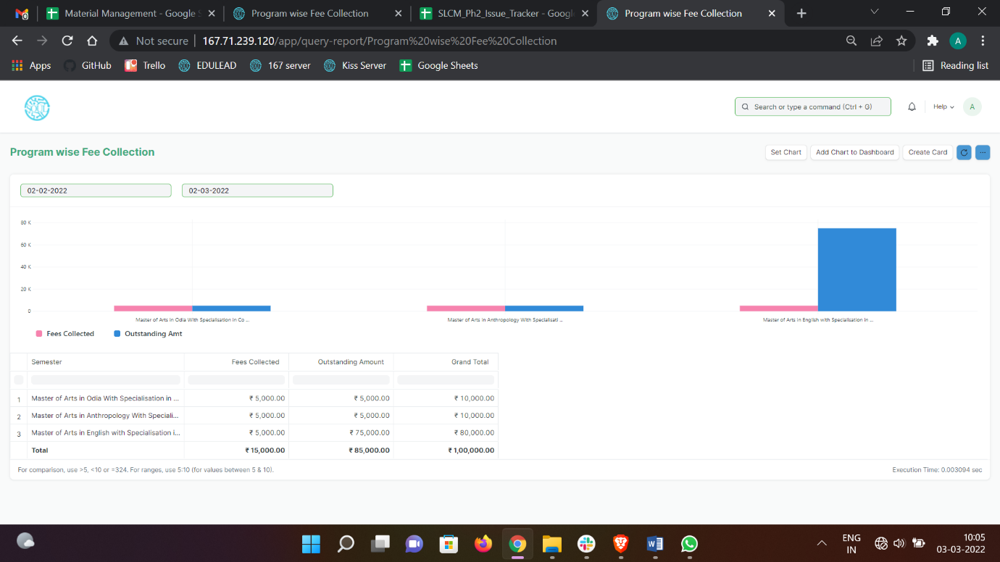 Material Management - Google S
Program wise Fee Collection
SLCM_Ph2_Issue_Tracker - Googl
Program wise Fee Collection
Not secure | 167.71.239.120/app/query-report/Program%20wise%20Fee%20Collection
A
Apps
GitHub
Trello
EDULEAD
167 server
Kiss Server
Google Sheets
Reading list
Search or type a command (Ctrl + G)
Help
A
Program wise Fee Collection
Set Chart
Add Chart to Dashboard
Create Card
02-02-2022
02-03-2022
80 K
60 K
40 K
20 K
0
Master of Arts in Odia With Specialisation in Co ...
Master of Arts in Anthropology With Specialisati ...
Master of Arts in English with Specialisation in ...
Fees Collected
Outstanding Amt
Semester Fees Collected Outstanding Amount Grand Total
1 Master of Arts in Odia With Specialisation in ... ₹ 5,000.00 ₹ 5,000.00 ₹ 10,000.00
2 Master of Arts in Anthropology With Speciali... ₹ 5,000.00 ₹ 5,000.00 ₹ 10,000.00
3 Master of Arts in English with Specialisation i... ₹ 5,000.00 ₹ 75,000.00 ₹ 80,000.00
Total ₹ 15,000.00 ₹ 85,000.00 ₹ 1,00,000.00
For comparison, use >5, <10 or =324. For ranges, use 5:10 (for values between 5 & 10).
Execution Time: 0.003094 sec
ENG
IN
10:05
03-03-2022